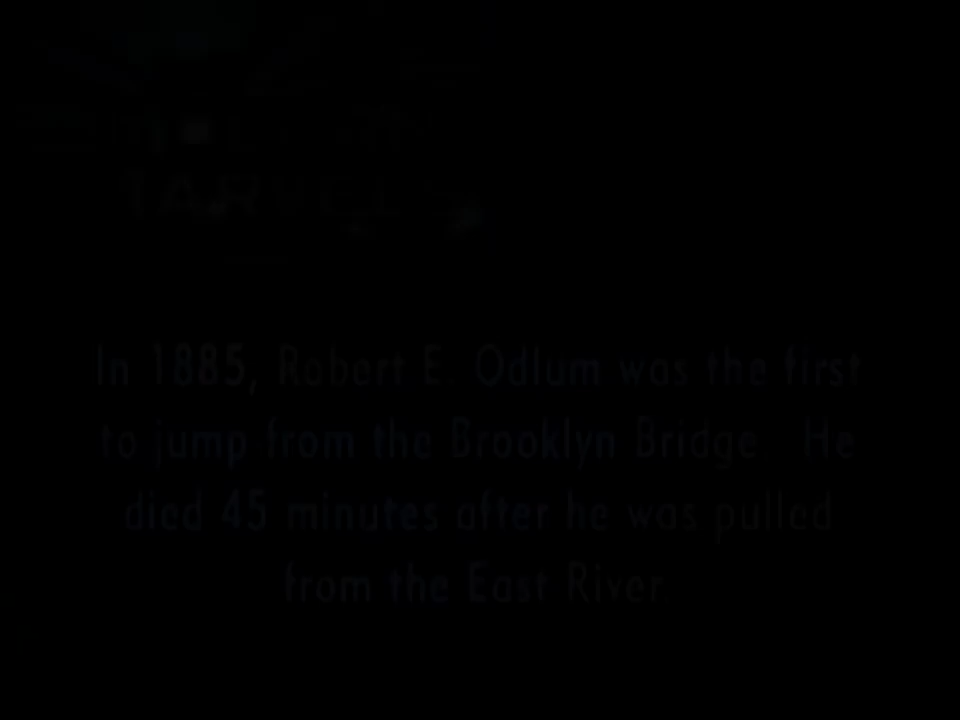 In 1885, Robert E. Odlum was the first
to jump from the Brooklyn Bridge. He
died 45 minutes after he was pulled
from the East River.